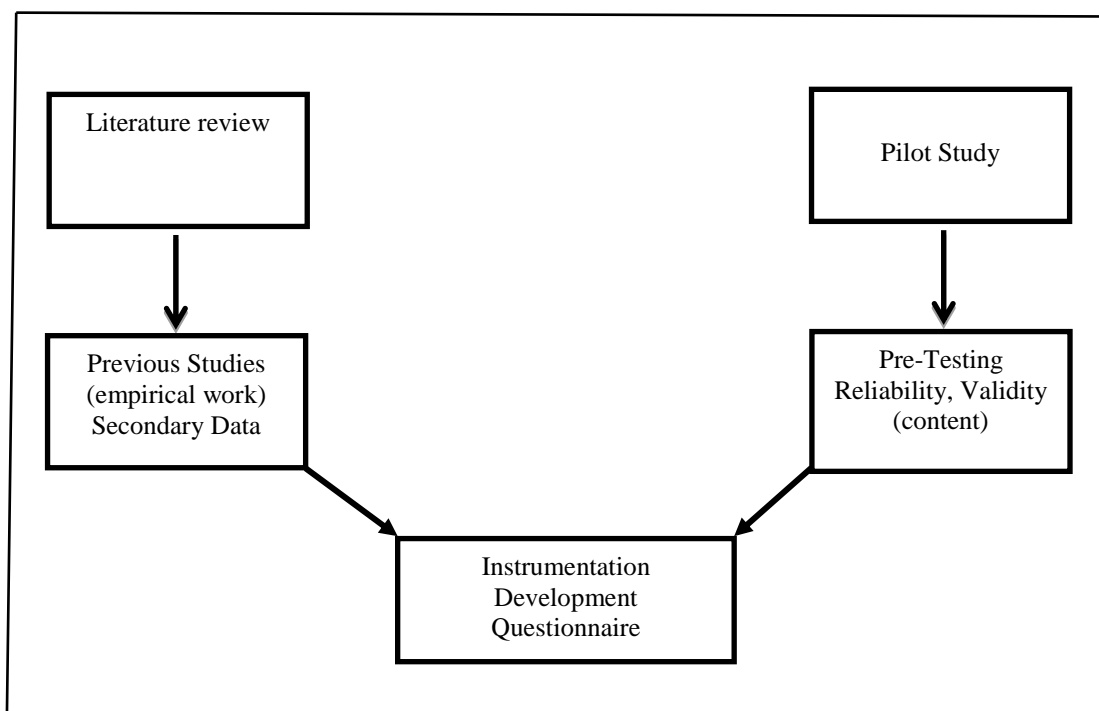 Literature review
Pilot Study
Previous Studies
(empirical work)
Secondary Data
Pre-Testing
Reliability, Validity
(content)
Instrumentation
Development
Questionnaire